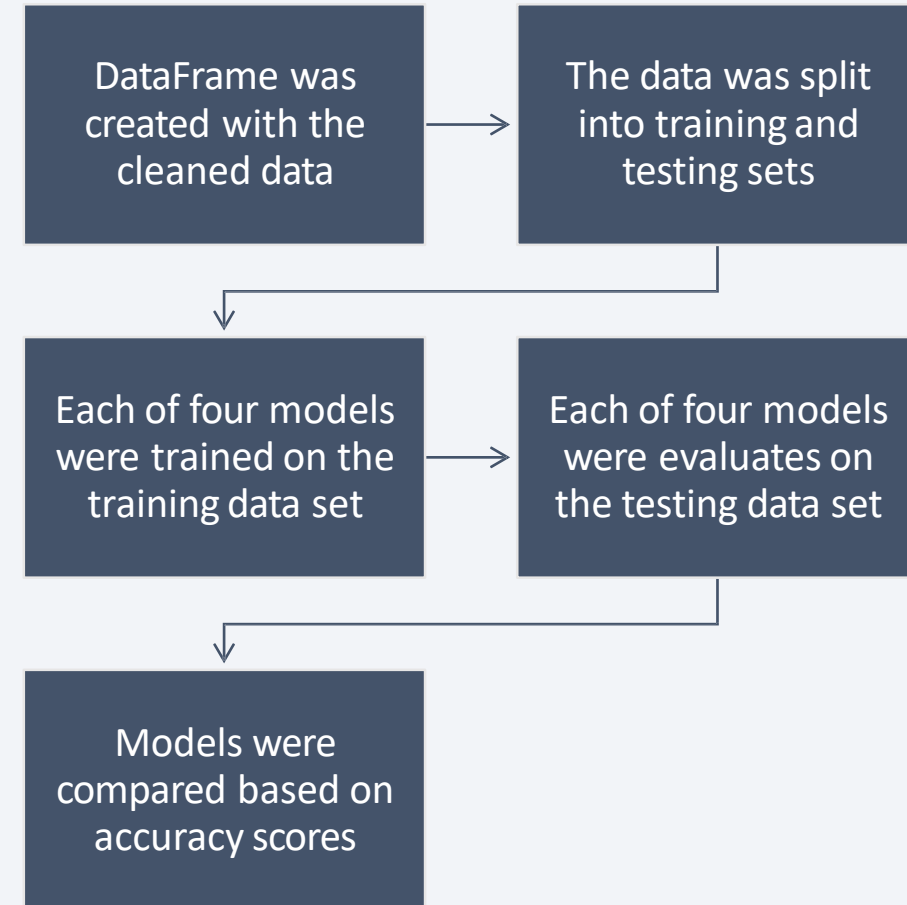 DataFrame was
created with the
cleaned data
The data was split
into training and
testing sets
Each of four models
were trained on the
training data set
Each of four models
were evaluates on
the testing data set
Models were
compared based on
accuracy scores